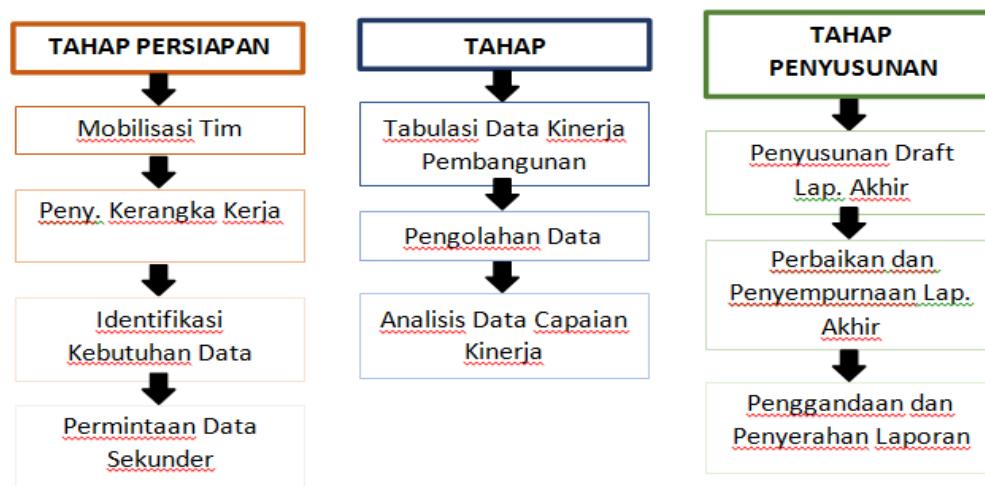 TAHAP PERSIAPAN
Mobilisasi Tim
Peny. Kerangka Kerja
Identifikasi
Kebutuhan Data
Permintaan Data
Sekunder
TAHAP
Tabulasi Data Kinerja
Pembangunan
Pengolahan Data
Analisis Data Capaian
Kinerja
TAHAP
PENYUSUNAN
Penyusunan Draft
Lap. Akhir
Perbaikan dan
Penyempurnaan Lap.
Akhir
Penggandaan dan
Penyerahan Laporan